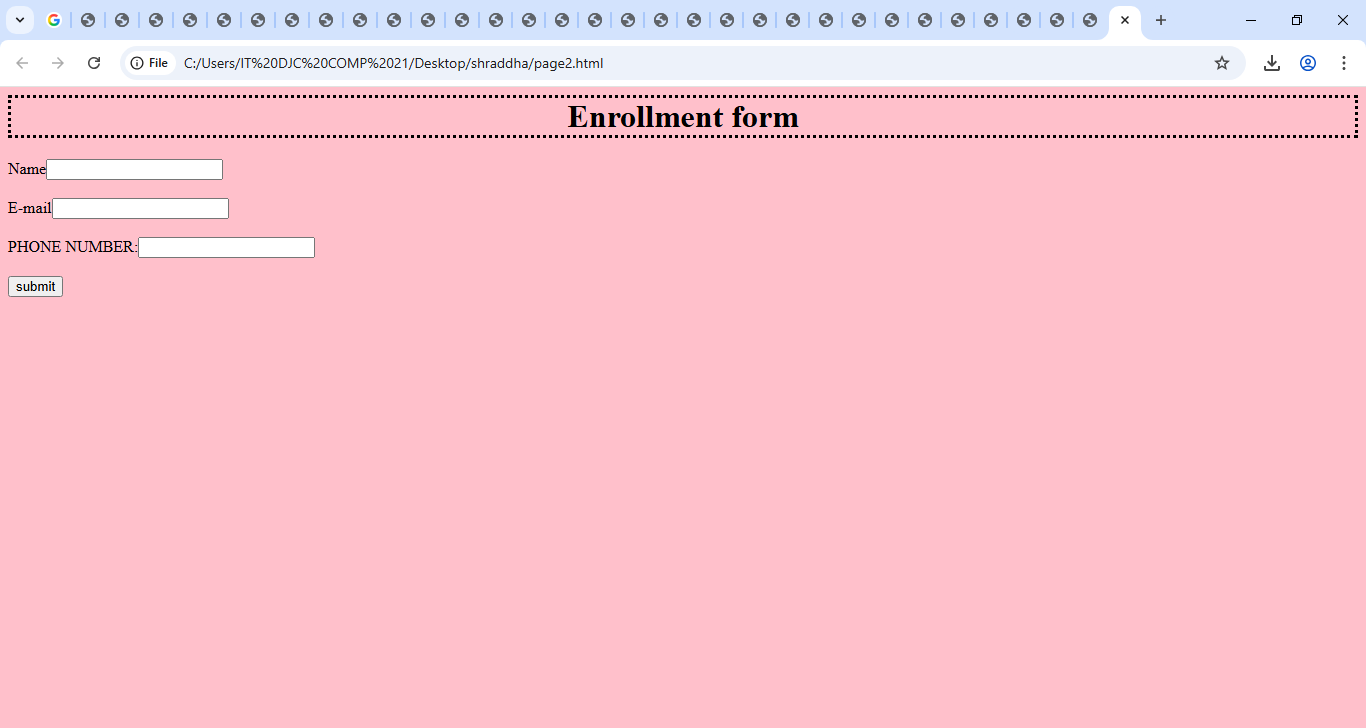 File C:/Users/IT%20DJC%20COMP%2021/Desktop/shraddha/page2.html
Enrollment form
Name
E-mail
PHONE NUMBER:
submit